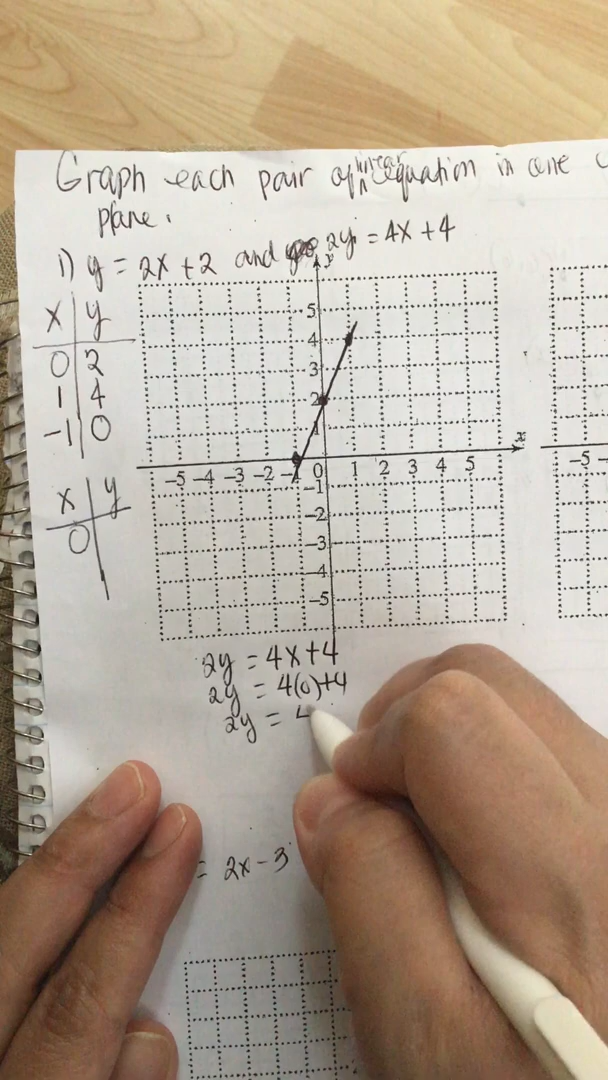 Graph each pair of linear equation in one
plane.
1) y = 2x + 2 and 2y = 4x + 4
x y
0 2
1 4
-1 0
x y
0
y
5
4
3
2
1
-5 -4 -3 -2 -1 0 1 2 3 4 5 x
-1
-2
-3
-4
-5
-5
2y = 4x+4
2y = 4(0)+4
2y = 4
= 2x - 3